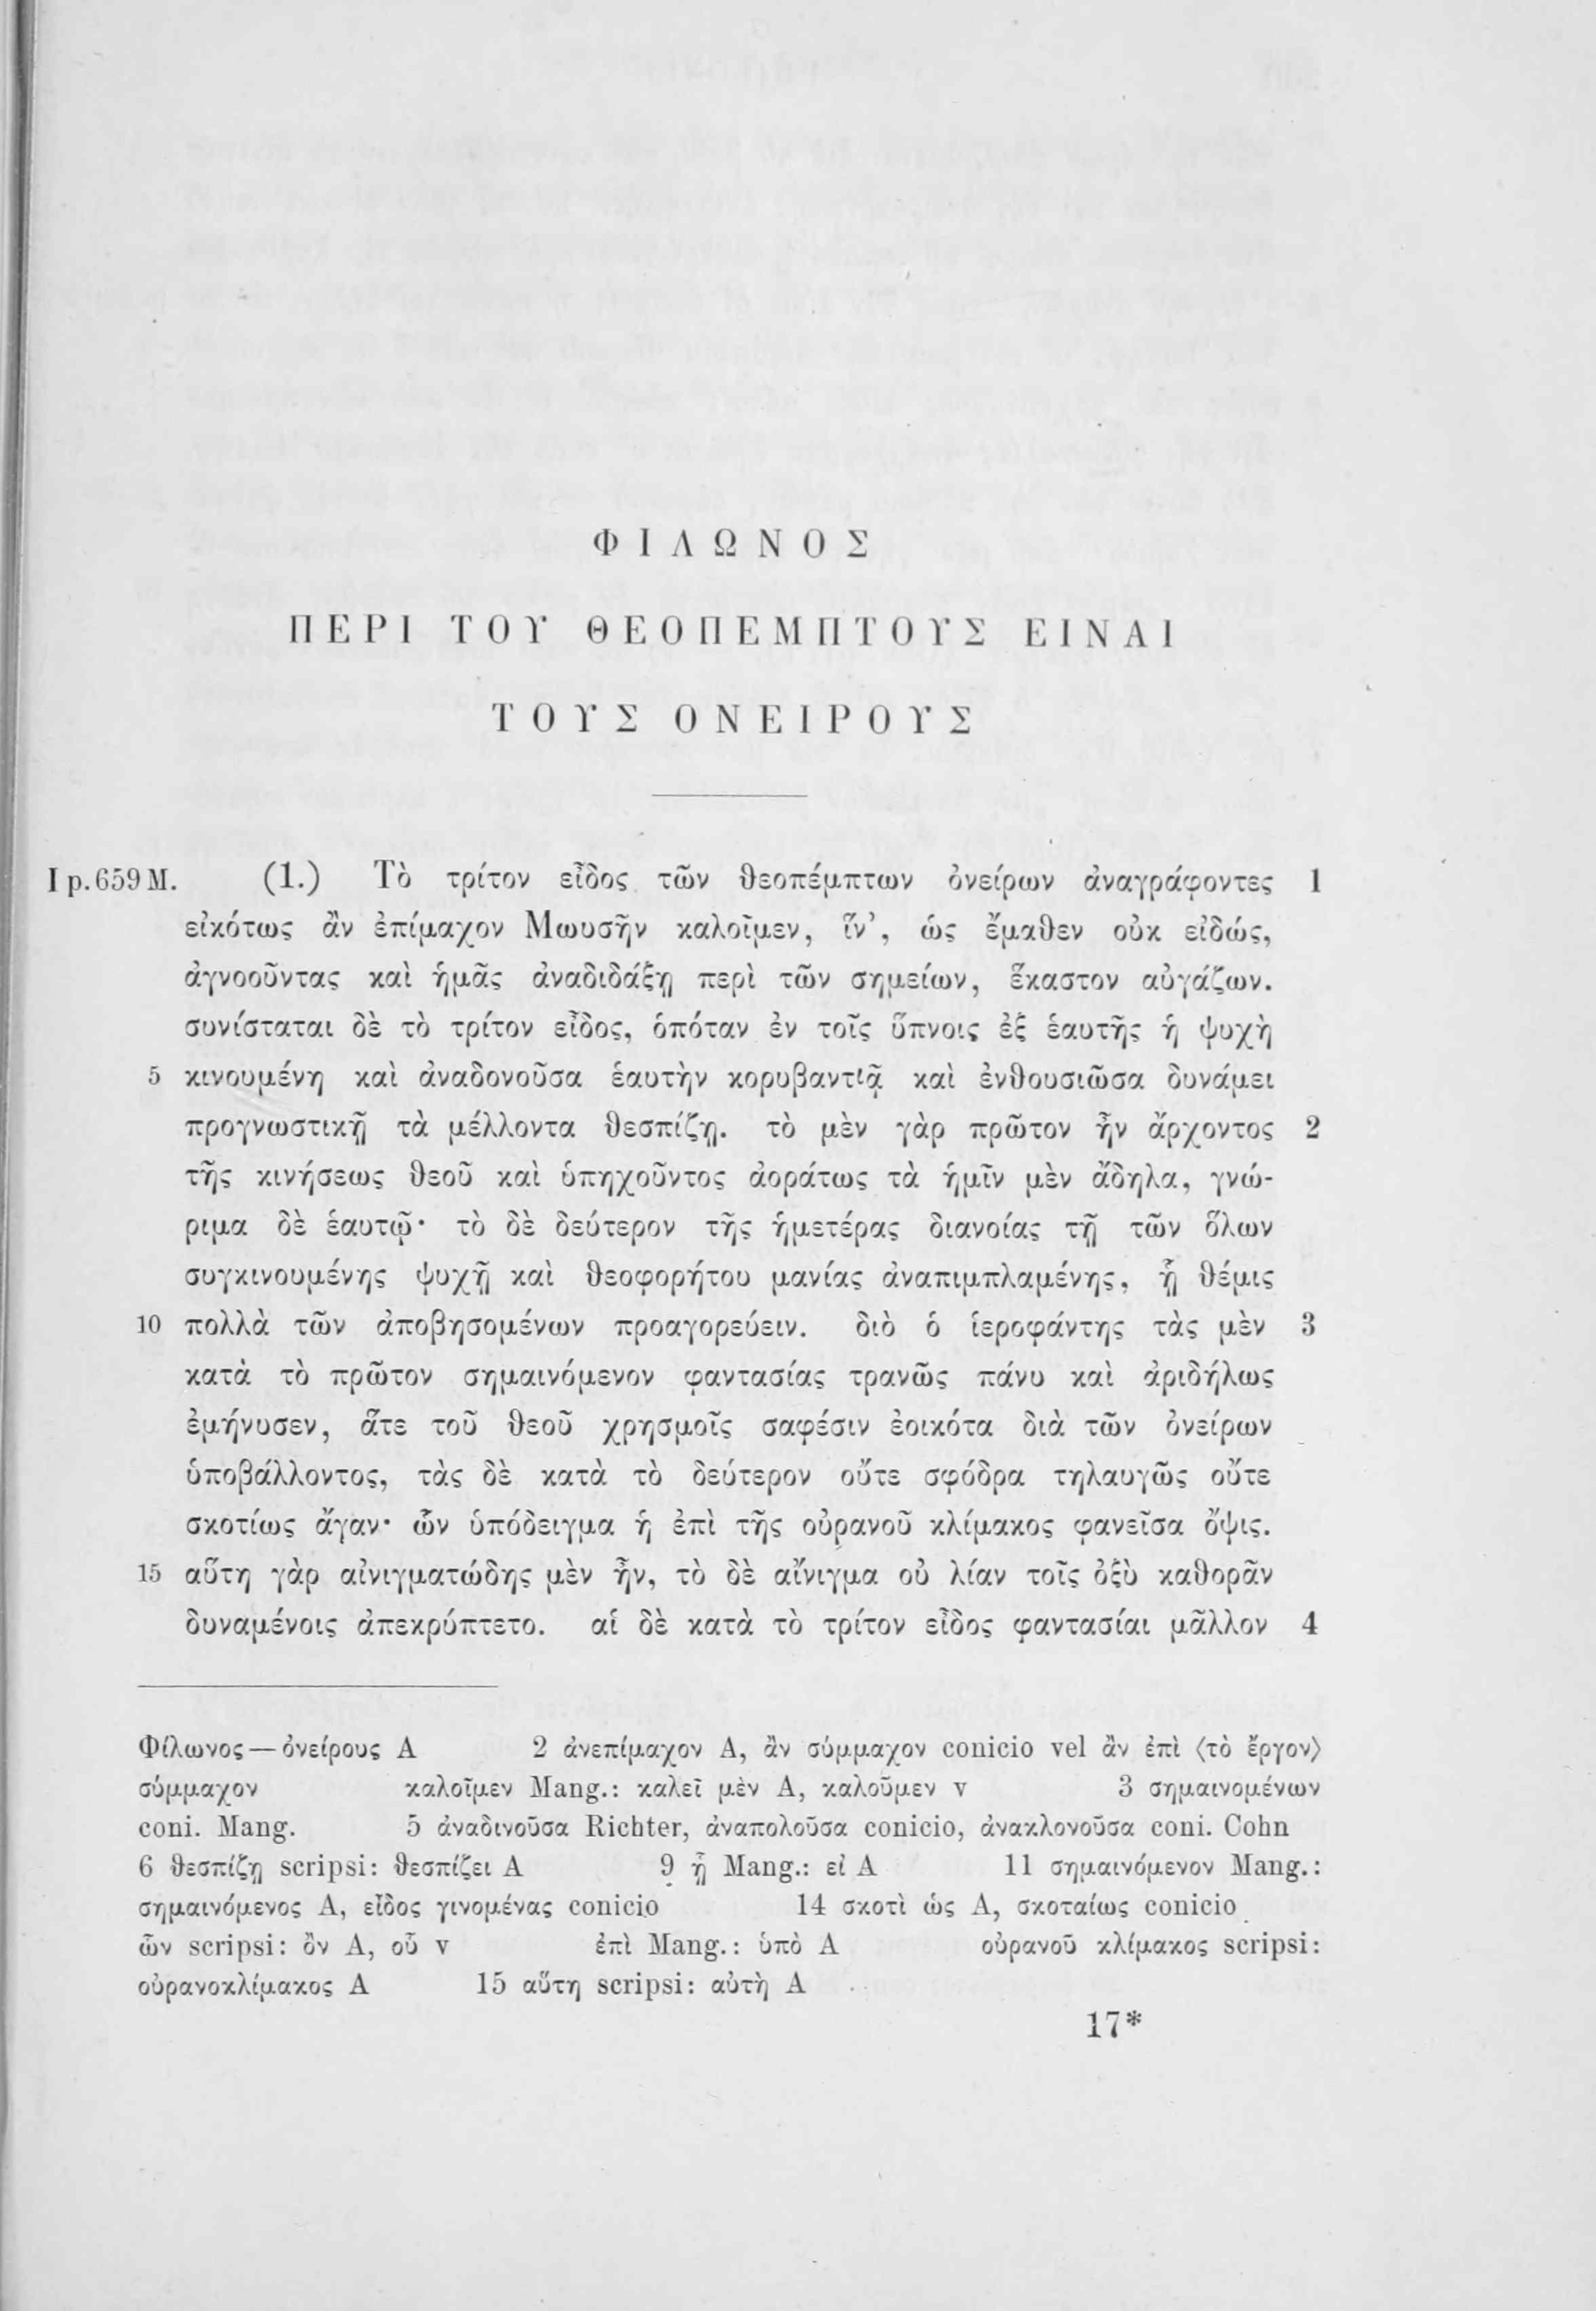 ΦΙΛΩΝΟΣ
ΠΕΡΙ ΤΟΥ ΘΕΟΠΕΜΠΤΟΥΣ ΕΙΝΑΙ
ΤΟΥΣ ΟΝΕΙΡΟΥΣ
I p. 659 M. (1.) Τὸ τρίτον εἶδος τῶν θεοπέμπτων ὀνείρων ἀναγράφοντες 1
εἰκότως ἂν ἐπίμαχον Μωυσῆν καλοῖμεν, ἵν’, ὡς ἔμαθεν οὐκ εἰδώς,
ἀγνοοῦντας καὶ ἡμᾶς ἀναδιδάξῃ περὶ τῶν σημείων, ἕκαστον αὐγάζων.
συνίσταται δὲ τὸ τρίτον εἶδος, ὁπόταν ἐν τοῖς ὕπνοις ἐξ ἑαυτῆς ἡ ψυχὴ
5 κινουμένη καὶ ἀναδονοῦσα ἑαυτὴν κορυβαντιᾷ καὶ ἐνθουσιῶσα δυνάμει
προγνωστικῇ τὰ μέλλοντα θεσπίζῃ. τὸ μὲν γὰρ πρῶτον ἦν ἄρχοντος 2
τῆς κινήσεως θεοῦ καὶ ὑπηχοῦντος ἀοράτως τὰ ἡμῖν μὲν ἄδηλα, γνώ-
ριμα δὲ ἑαυτῷ· τὸ δὲ δεύτερον τῆς ἡμετέρας διανοίας τῇ τῶν ὅλων
συγκινουμένης ψυχῇ καὶ θεοφορήτου μανίας ἀναπιμπλαμένης, ᾗ θέμις
10 πολλὰ τῶν ἀποβησομένων προαγορεύειν. διὸ ὁ ἱεροφάντης τὰς μὲν 3
κατὰ τὸ πρῶτον σημαινόμενον φαντασίας τρανῶς πάνυ καὶ ἀριδήλως
ἐμήνυσεν, ἅτε τοῦ θεοῦ χρησμοῖς σαφέσιν ἐοικότα διὰ τῶν ὀνείρων
ὑποβάλλοντος, τὰς δὲ κατὰ τὸ δεύτερον οὔτε σφόδρα τηλαυγῶς οὔτε
σκοτίως ἄγαν· ὧν ὑπόδειγμα ἡ ἐπὶ τῆς οὐρανοῦ κλίμακος φανεῖσα ὄψις.
15 αὕτη γὰρ αἰνιγματώδης μὲν ἦν, τὸ δὲ αἴνιγμα οὐ λίαν τοῖς ὀξὺ καθορᾶν
δυναμένοις ἀπεκρύπτετο. αἱ δὲ κατὰ τὸ τρίτον εἶδος φαντασίαι μᾶλλον 4
Φίλωνος — ὀνείρους A 2 ἀνεπίμαχον A, ἂν σύμμαχον conicio vel ἂν ἐπὶ ⟨τὸ ἔργον⟩
σύμμαχον καλοῖμεν Mang.: καλεῖ μὲν A, καλοῦμεν v 3 σημαινομένων
coni. Mang. 5 ἀναδινοῦσα Richter, ἀναπολοῦσα conicio, ἀνακλονοῦσα coni. Cohn
6 θεσπίζῃ scripsi: θεσπίζει A 9 ᾗ Mang.: εἰ A 11 σημαινόμενον Mang.:
σημαινόμενος A, εἶδος γινομένας conicio 14 σκοτὶ ὡς A, σκοταίως conicio
ὧν scripsi: ὃν A, οὗ v ἐπὶ Mang.: ὑπὸ A οὐρανοῦ κλίμακος scripsi:
οὐρανοκλίμακος A 15 αὕτη scripsi: αὐτὴ A
17*